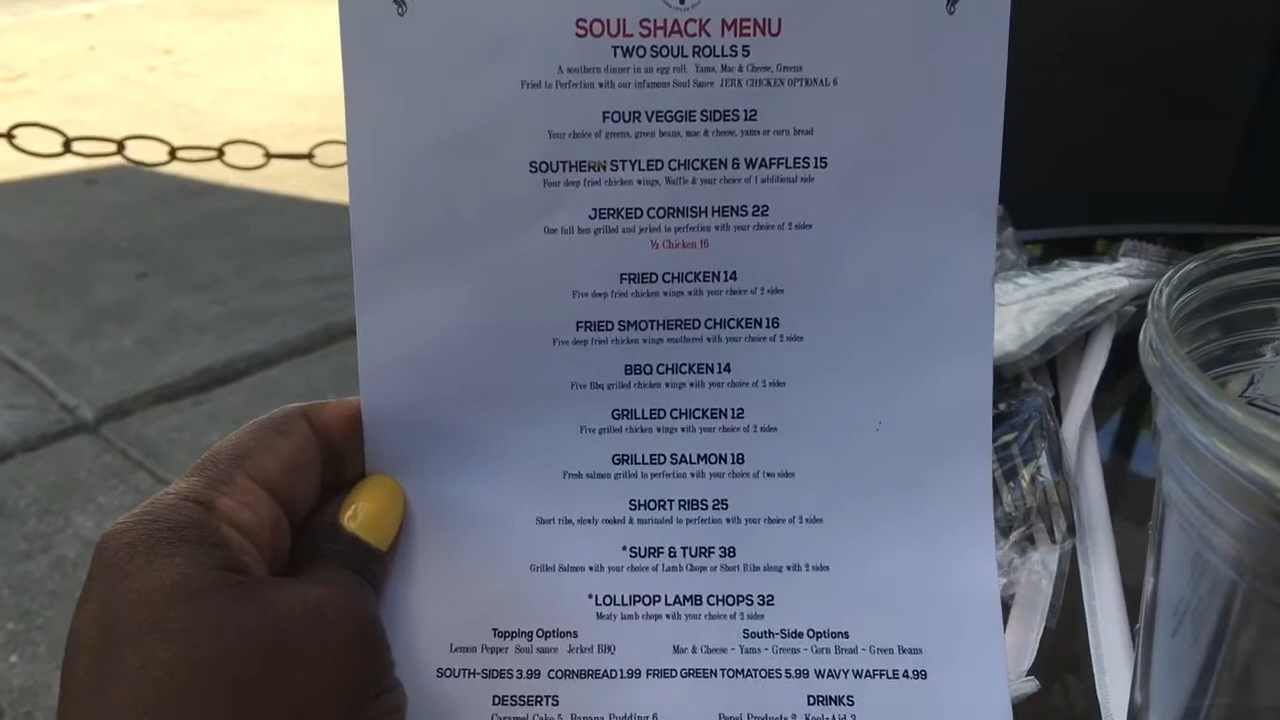 SOUL SHACK MENU
TWO SOUL ROLLS 5
A southern dinner in an egg roll. Yams, Mac & Cheese, Greens
Fried to Perfection with our infamous Soul Sauce JERK CHICKEN OPTIONAL 6
FOUR VEGGIE SIDES 12
Your choice of greens, green beans, mac & cheese, yams or corn bread
SOUTHERN STYLED CHICKEN & WAFFLES 15
Four deep fried chicken wings, Waffle & your choice of 1 additional side
JERKED CORNISH HENS 22
One full hen grilled and jerked to perfection with your choice of 2 sides
½ Chicken 16
FRIED CHICKEN 14
Five deep fried chicken wings with your choice of 2 sides
FRIED SMOTHERED CHICKEN 16
Five deep fried chicken wings smothered with your choice of 2 sides
BBQ CHICKEN 14
Five Bbq grilled chicken wings with your choice of 2 sides
GRILLED CHICKEN 12
Five grilled chicken wings with your choice of 2 sides
GRILLED SALMON 18
Fresh salmon grilled to perfection with your choice of two sides
SHORT RIBS 25
Short ribs, slowly cooked & marinated to perfection with your choice of 2 sides
*SURF & TURF 38
Grilled Salmon with your choice of Lamb Chops or Short Ribs along with 2 sides
*LOLLIPOP LAMB CHOPS 32
Meaty lamb chops with your choice of 2 sides
Topping Options South-Side Options
Lemon Pepper Soul sauce Jerked BBQ Mac & Cheese - Yams - Greens - Corn Bread - Green Beans
SOUTH-SIDES 3.99 CORNBREAD 1.99 FRIED GREEN TOMATOES 5.99 WAVY WAFFLE 4.99
DESSERTS DRINKS
Caramel Cake 5 Banana Pudding 6 Pepsi Products 2 Kool-Aid